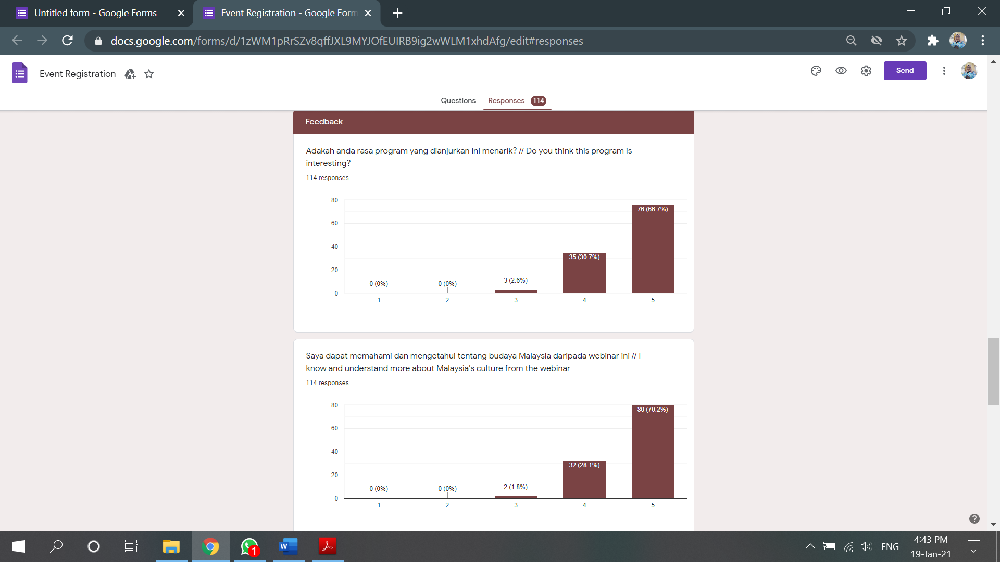 Untitled form - Google Forms
Event Registration - Google Form
docs.google.com/forms/d/1zWM1pRrSZv8qffJXL9MYJOfEUIRB9ig2wWLM1xhdAfg/edit#responses
Event Registration
Send
Questions
Responses 114
Feedback
Adakah anda rasa program yang dianjurkan ini menarik? // Do you think this program is
interesting?
114 responses
80
60
40
20
0
0 (0%)
0 (0%)
3 (2.6%)
35 (30.7%)
76 (66.7%)
1
2
3
4
5
Saya dapat memahami dan mengetahui tentang budaya Malaysia daripada webinar ini // I
know and understand more about Malaysia's culture from the webinar
114 responses
80
60
40
20
0
0 (0%)
0 (0%)
2 (1.8%)
32 (28.1%)
80 (70.2%)
1
2
3
4
5
1
W
ENG
4:43 PM
19-Jan-21